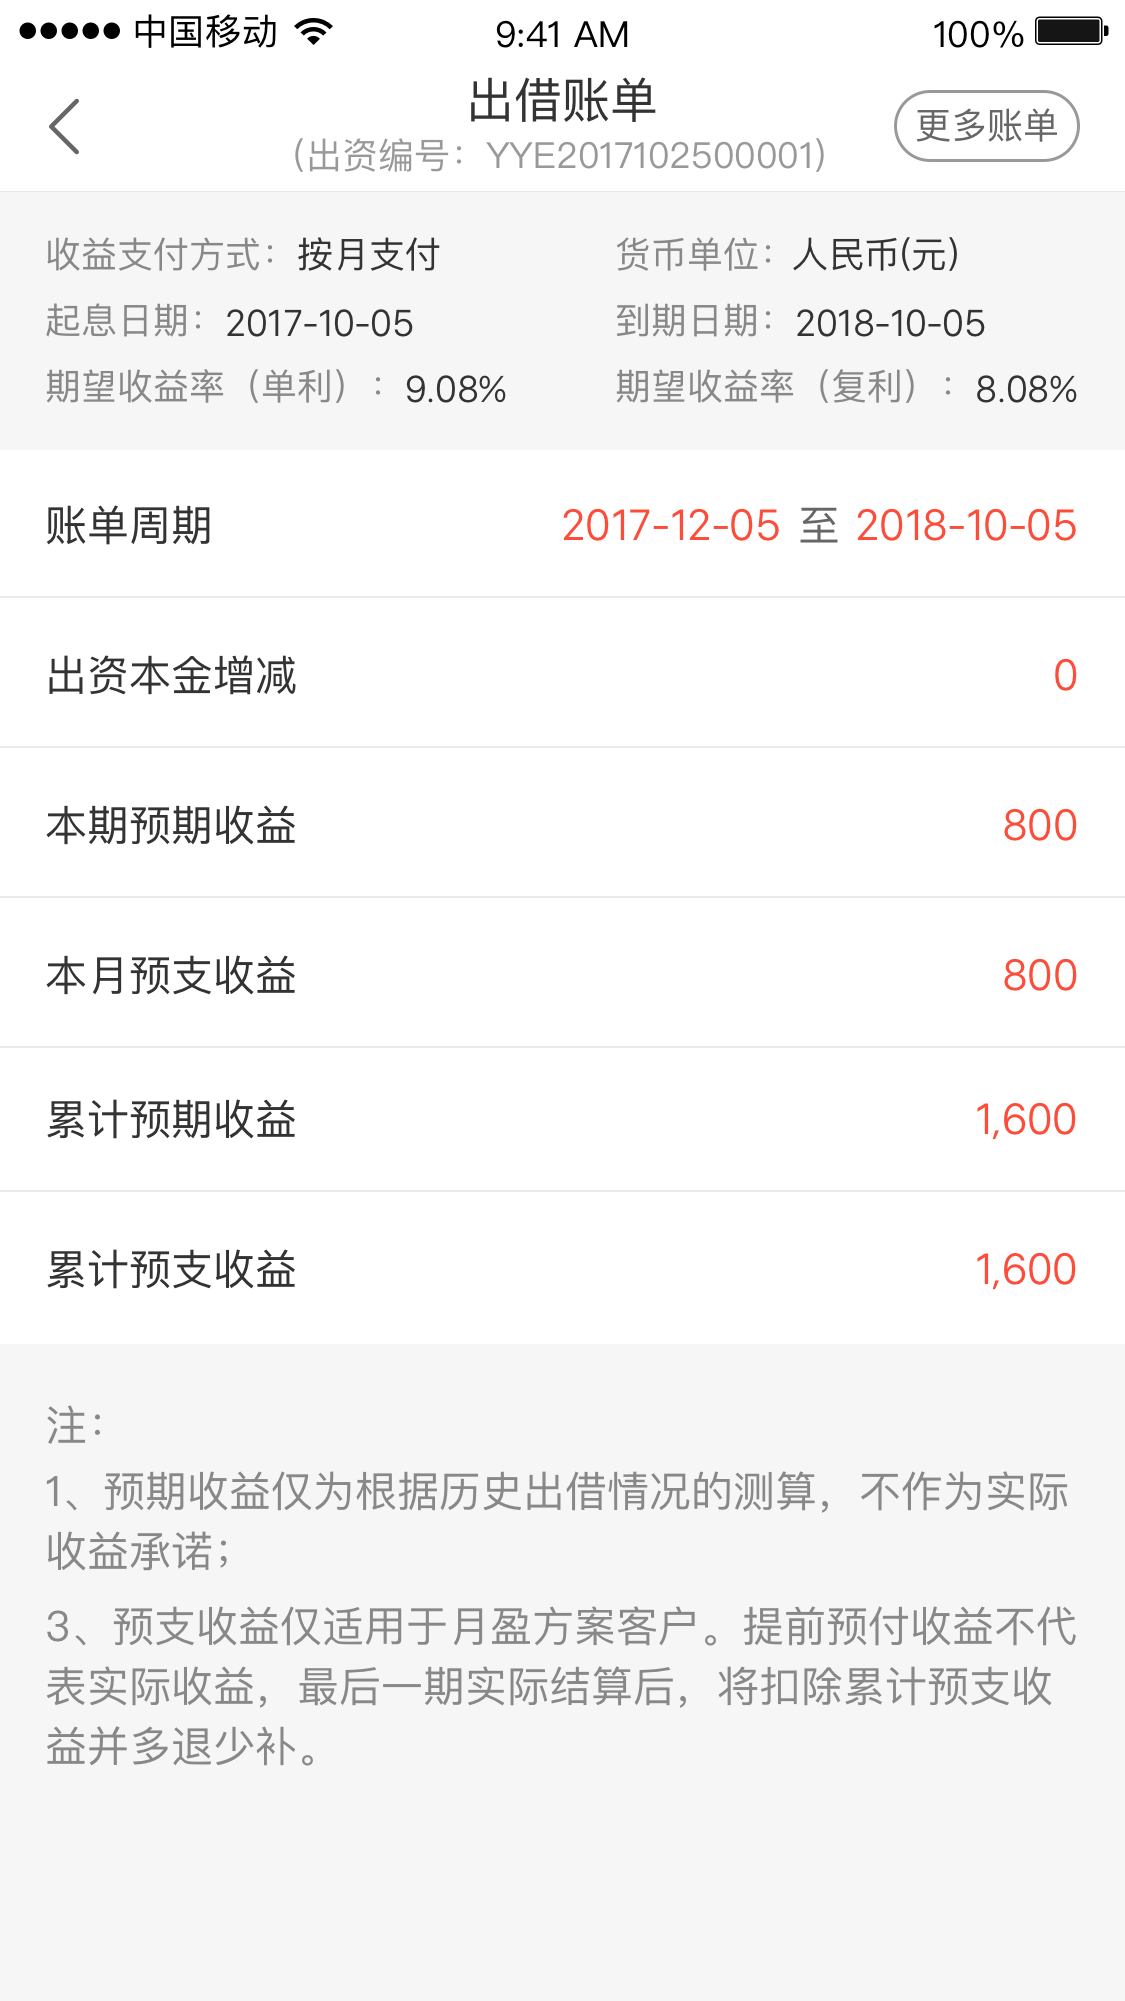 中国移动 9:41 AM 100%
出借账单
(出资编号：YYE2017102500001)
更多账单
收益支付方式：按月支付 货币单位：人民币(元)
起息日期：2017-10-05 到期日期：2018-10-05
期望收益率（单利）：9.08% 期望收益率（复利）：8.08%
账单周期 2017-12-05 至 2018-10-05
出资本金增减 0
本期预期收益 800
本月预支收益 800
累计预期收益 1,600
累计预支收益 1,600
注：
1、预期收益仅为根据历史出借情况的测算，不作为实际
收益承诺；
3、预支收益仅适用于月盈方案客户。提前预付收益不代
表实际收益，最后一期实际结算后，将扣除累计预支收
益并多退少补。